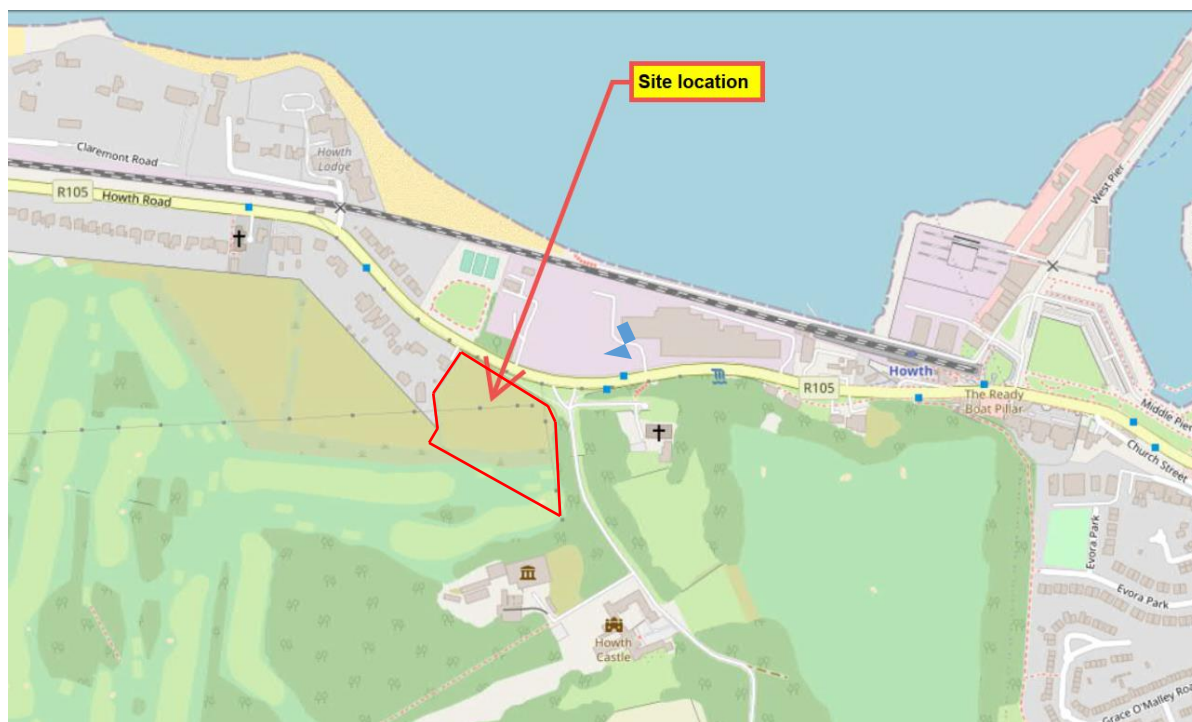 Site location
Claremont Road
Howth
Lodge
R105
Howth Road
West Pier
Howth
R105
The Ready
Boat Pillar
Middle Pier
Church Street
Evora Park
Evora Park
Howth
Castle
Grace O'Malley Roa